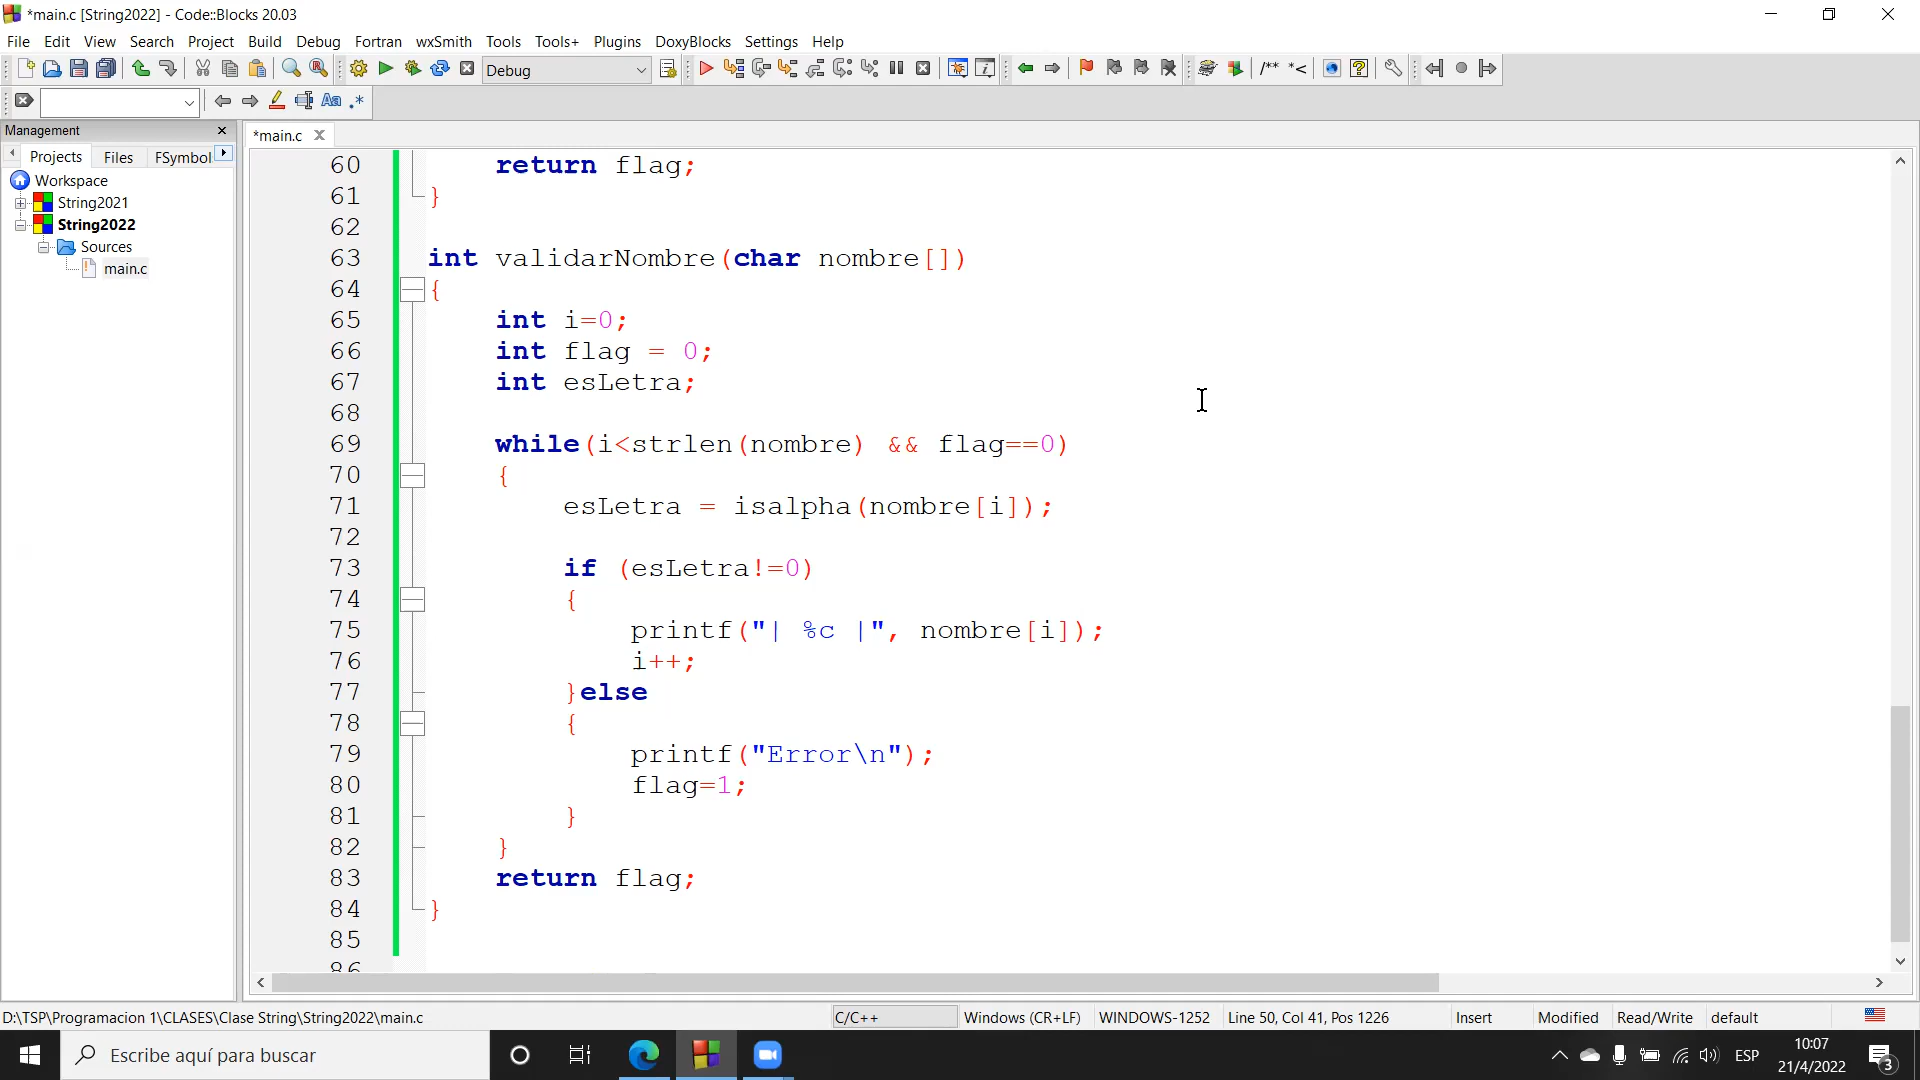 *main.c [String2022] - Code::Blocks 20.03
File Edit View Search Project Build Debug Fortran wxSmith Tools Tools+ Plugins DoxyBlocks Settings Help
Debug
/** *<
Aa .*
Management
*main.c
Projects Files FSymbol
Workspace
String2021
String2022
Sources
main.c
60 return flag;
61 }
62
63 int validarNombre(char nombre[])
64 {
65 int i=0;
66 int flag = 0;
67 int esLetra;
68
69 while(i<strlen(nombre) && flag==0)
70 {
71 esLetra = isalpha(nombre[i]);
72
73 if (esLetra!=0)
74 {
75 printf("| %c |", nombre[i]);
76 i++;
77 }else
78 {
79 printf("Error\n");
80 flag=1;
81 }
82 }
83 return flag;
84 }
85
86
D:\TSP\Programacion 1\CLASES\Clase String\String2022\main.c C/C++ Windows (CR+LF) WINDOWS-1252 Line 50, Col 41, Pos 1226 Insert Modified Read/Write default
Escribe aquí para buscar
ESP
10:07
21/4/2022
3